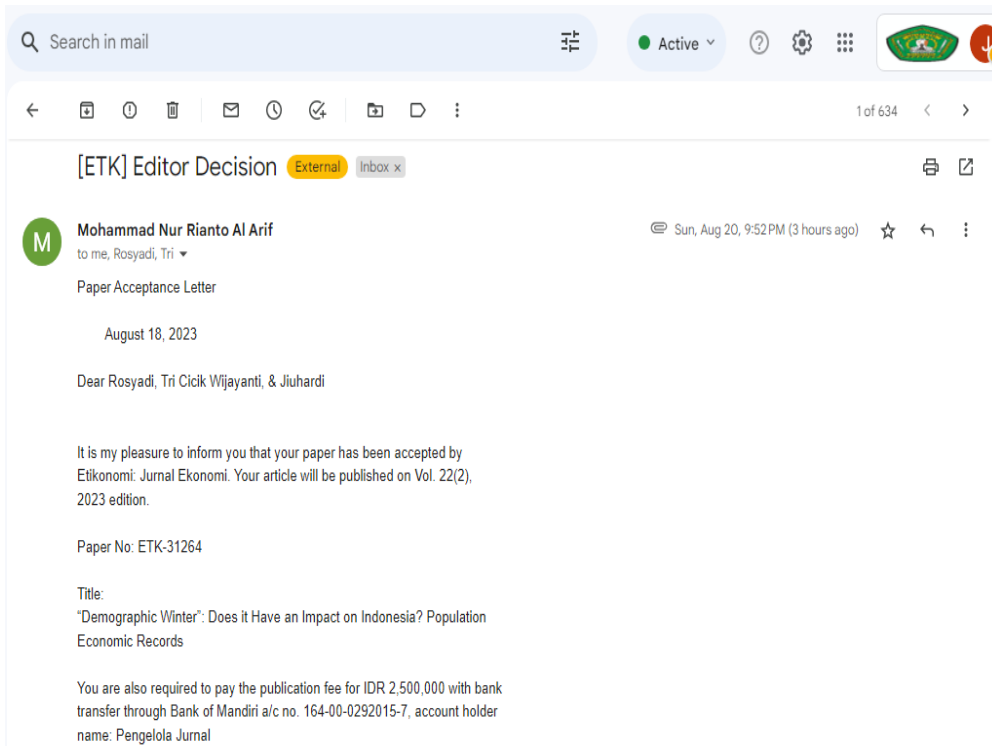 Search in mail
Active
1 of 634
[ETK] Editor Decision External Inbox x
Mohammad Nur Rianto Al Arif
Sun, Aug 20, 9:52 PM (3 hours ago)
M
to me, Rosyadi, Tri
Paper Acceptance Letter
August 18, 2023
Dear Rosyadi, Tri Cicik Wijayanti, & Jiuhardi
It is my pleasure to inform you that your paper has been accepted by
Etikonomi: Jurnal Ekonomi. Your article will be published on Vol. 22(2),
2023 edition.
Paper No: ETK-31264
Title:
“Demographic Winter”: Does it Have an Impact on Indonesia? Population
Economic Records
You are also required to pay the publication fee for IDR 2,500,000 with bank
transfer through Bank of Mandiri a/c no. 164-00-0292015-7, account holder
name: Pengelola Jurnal